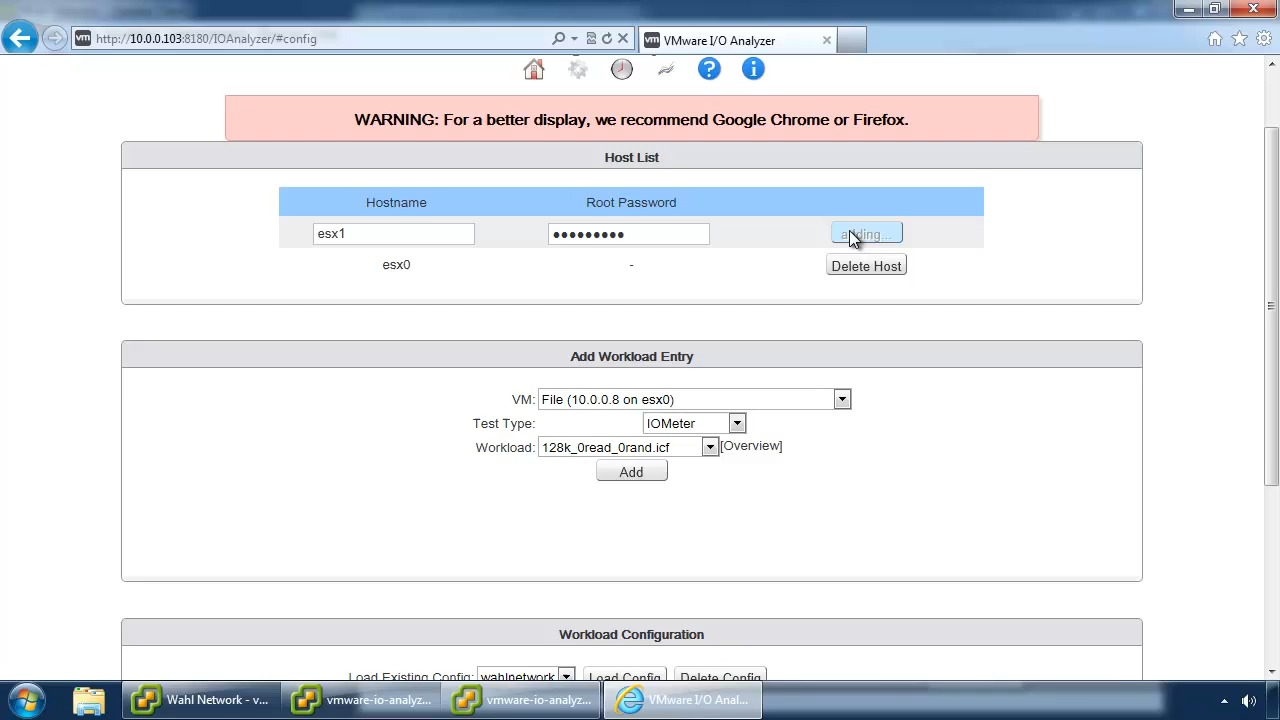 http://10.0.0.103:8180/IOAnalyzer/#config
VMware I/O Analyzer
WARNING: For a better display, we recommend Google Chrome or Firefox.
Host List
Hostname Root Password
esx1 ●●●●●●●●● adding...
esx0 - Delete Host
Add Workload Entry
VM: File (10.0.0.8 on esx0)
Test Type: IOMeter
Workload: 128k_0read_0rand.icf [Overview]
Add
Workload Configuration
Load Existing Config: wahlnetwork Load Config Delete Config
Wahl Network - v... vmware-io-analyz... vmware-io-analyz... VMware I/O Anal...